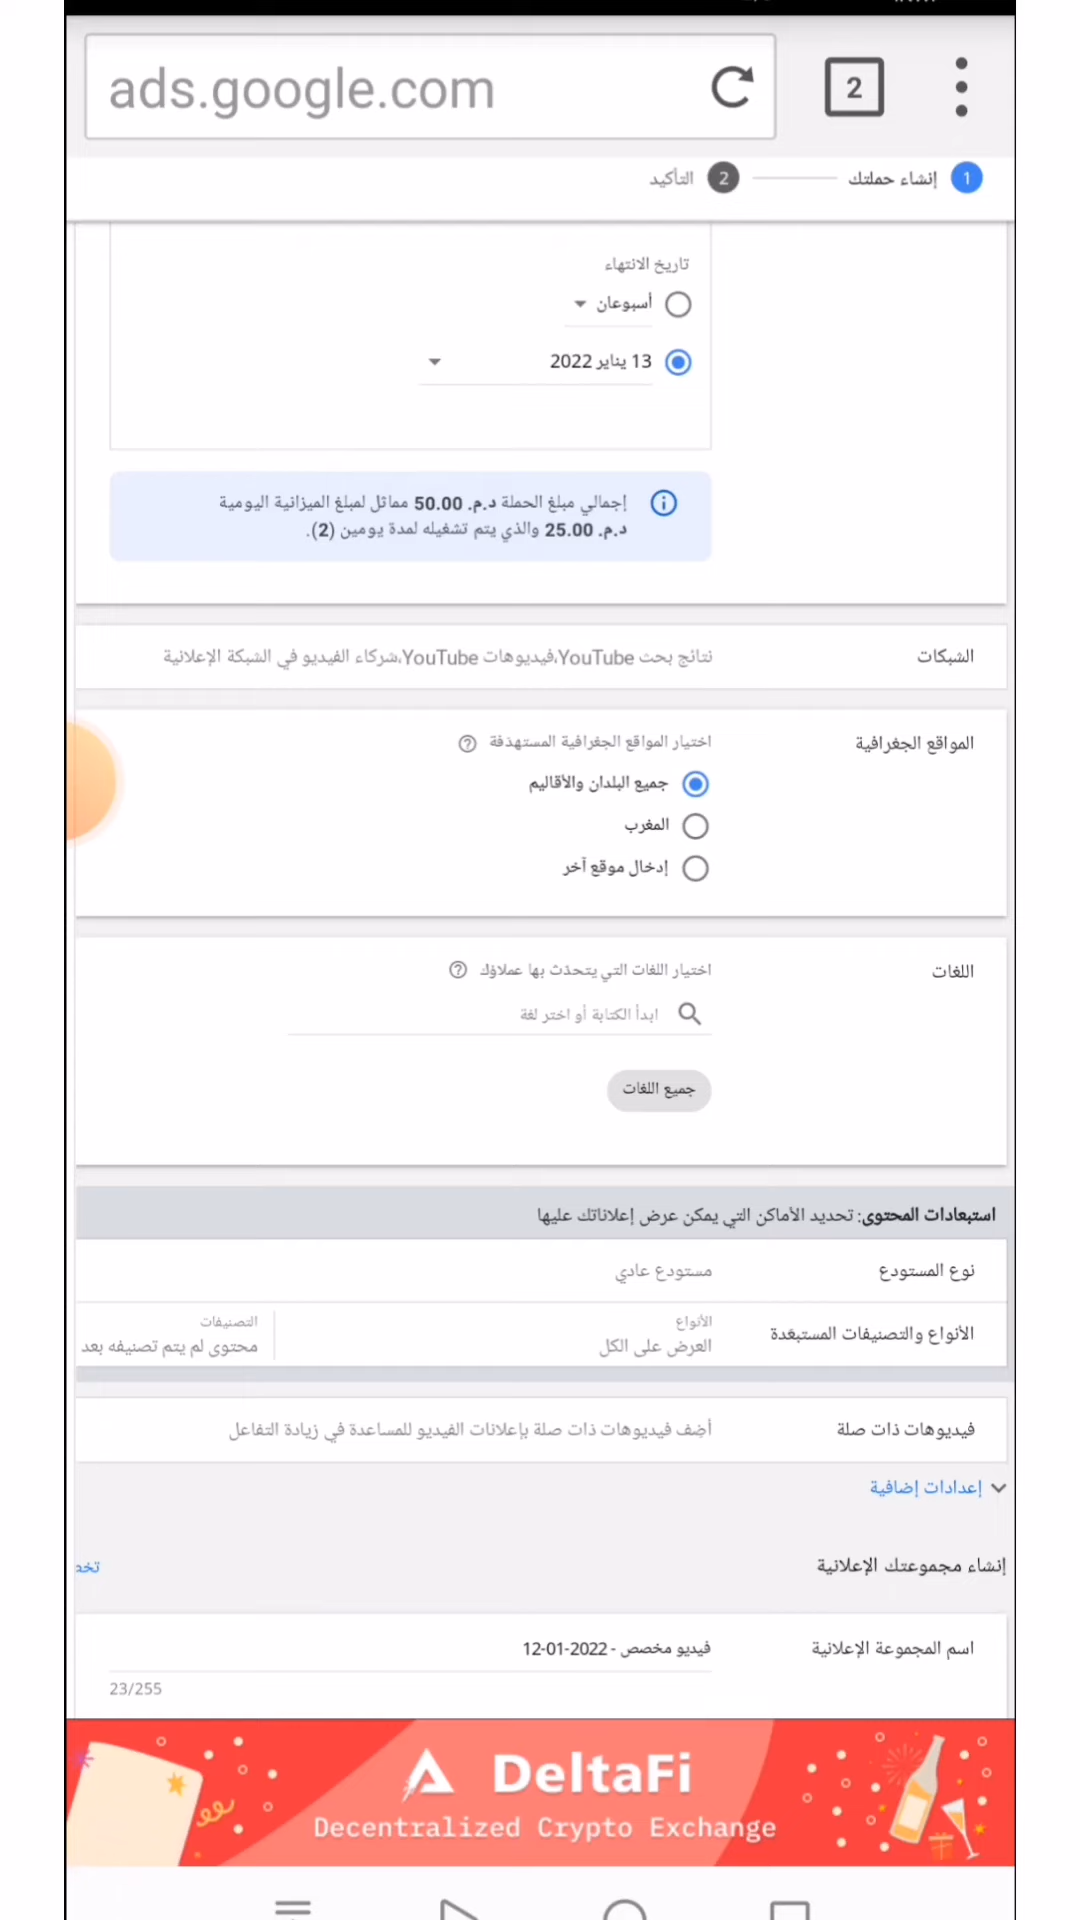 ads.google.com
2
1 إنشاء حملتك 2 التأكيد
تاريخ الانتهاء
أسبوعان
13 يناير 2022
إجمالي مبلغ الحملة د.م. 50.00 مماثل لمبلغ الميزانية اليومية
د.م. 25.00 والذي يتم تشغيله لمدة يومين (2).
الشبكات
نتائج بحث YouTube،فيديوهات YouTube،شركاء الفيديو في الشبكة الإعلانية
المواقع الجغرافية
اختيار المواقع الجغرافية المستهدفة
جميع البلدان والأقاليم
المغرب
إدخال موقع آخر
اللغات
اختيار اللغات التي يتحدّث بها عملاؤك
ابدأ الكتابة أو اختر لغة
جميع اللغات
استبعادات المحتوى: تحديد الأماكن التي يمكن عرض إعلاناتك عليها
نوع المستودع
مستودع عادي
الأنواع والتصنيفات المستبعَدة
الأنواع
العرض على الكل
التصنيفات
محتوى لم يتم تصنيفه بعد
فيديوهات ذات صلة
أضِف فيديوهات ذات صلة بإعلانات الفيديو للمساعدة في زيادة التفاعل
إعدادات إضافية
إنشاء مجموعتك الإعلانية
تخد
اسم المجموعة الإعلانية
فيديو مخصص - 2022-01-12
23/255
DeltaFi
Decentralized Crypto Exchange